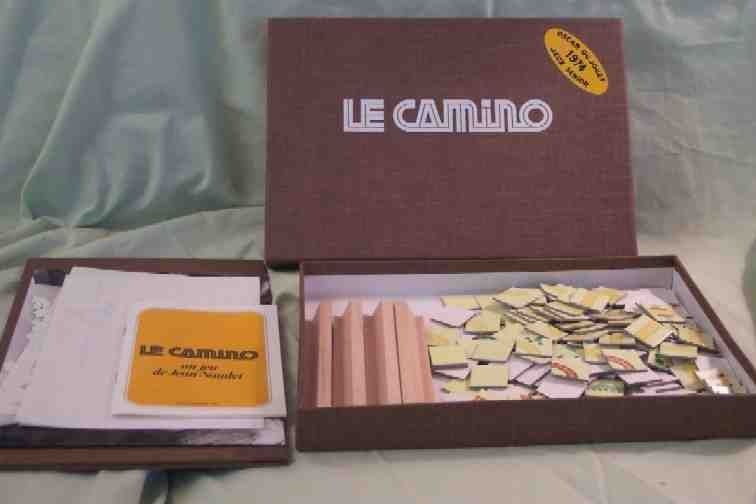 OSCAR DU JOUET
1974
JEUX SENIOR
LE CAMINO
LE CAMINO
un jeu
de Jean Naudet